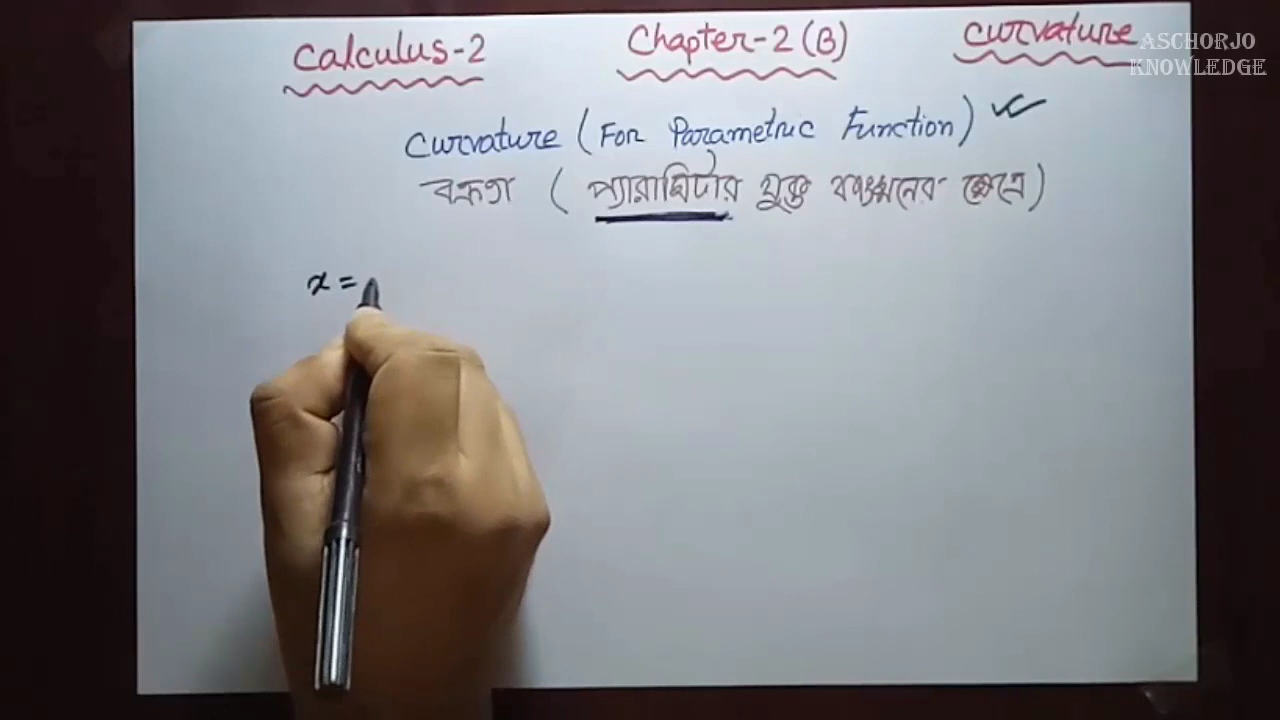 Calculus-2 Chapter-2 (B) Curvature
ASCHORJO
KNOWLEDGE
Curvature (For Parametric Function)
বক্রতা ( প্যারামিটার যুক্ত ফাংশনের ক্ষেত্রে)
x =